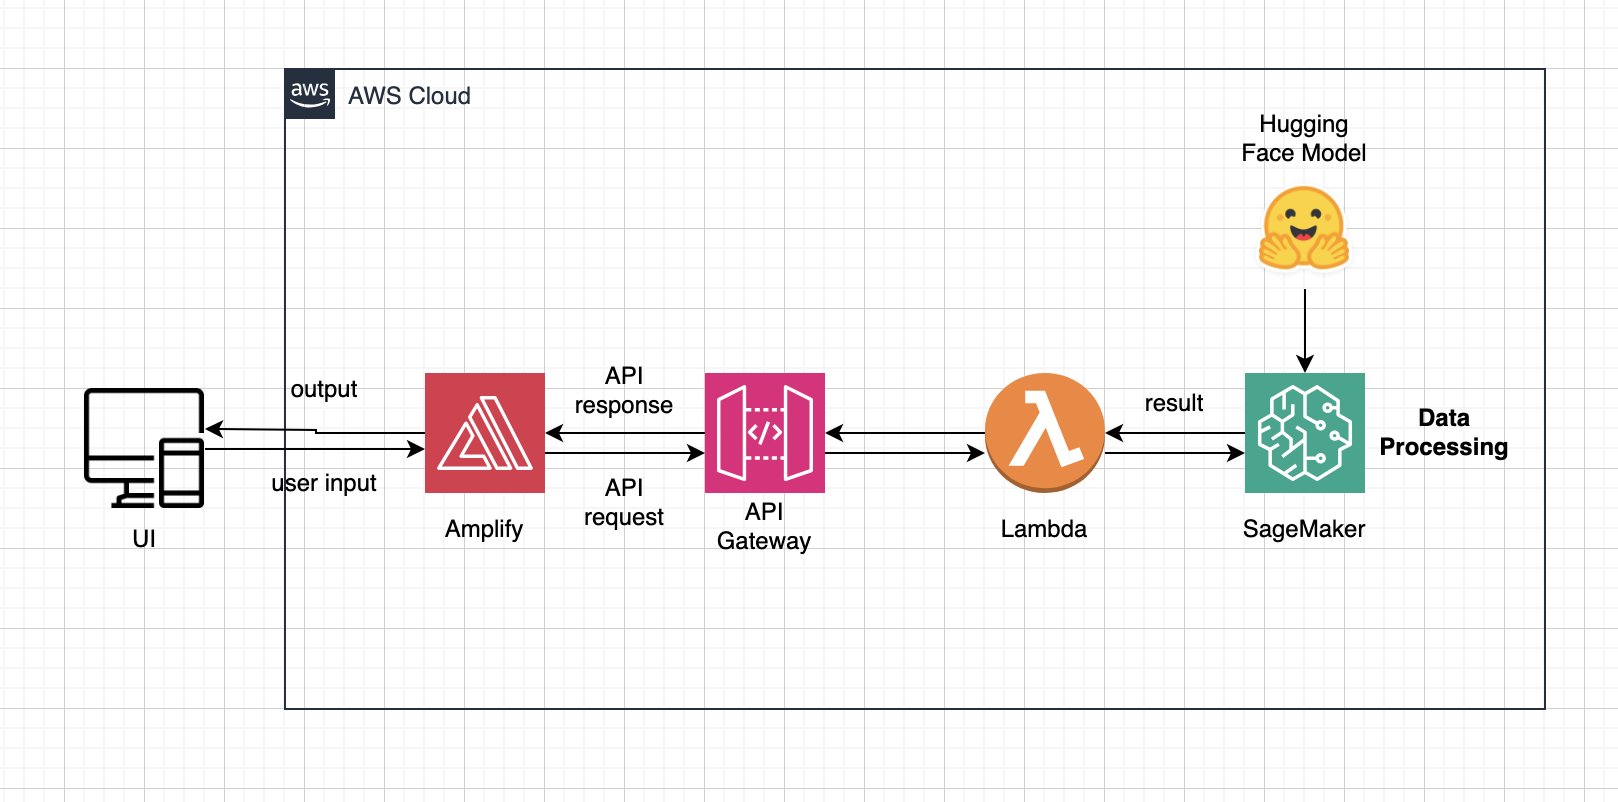 aws
AWS Cloud
Hugging
Face Model
output
API
response
result
Data
Processing
</>
user input
API
request
UI
Amplify
API
Gateway
Lambda
SageMaker